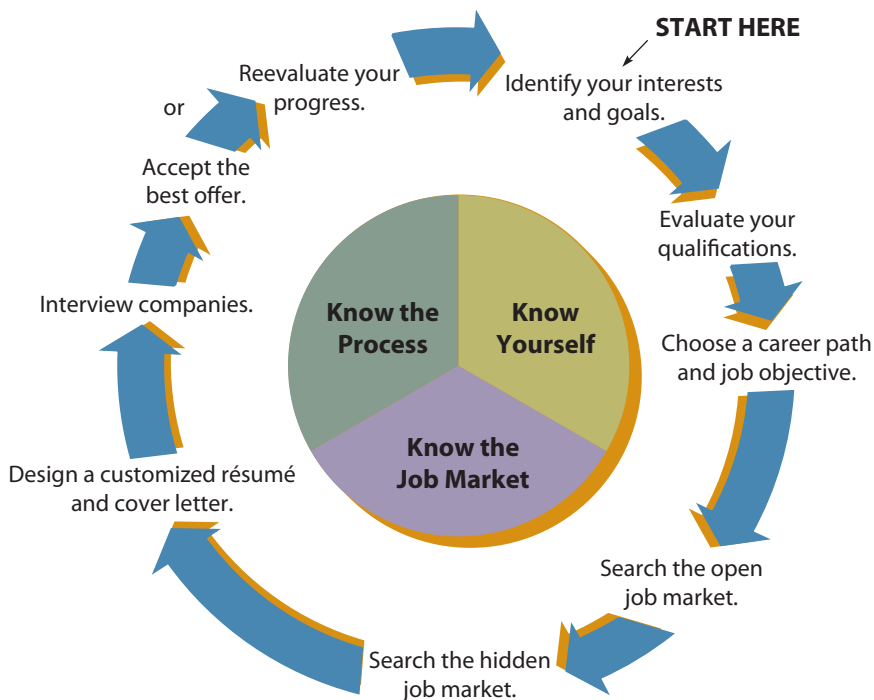 START HERE
Identify your interests
and goals.
Evaluate your
qualifications.
Choose a career path
and job objective.
Search the open
job market.
Search the hidden
job market.
Design a customized résumé
and cover letter.
Interview companies.
Accept the
best offer.
or
Reevaluate your
progress.
Know the
Process
Know
Yourself
Know the
Job Market